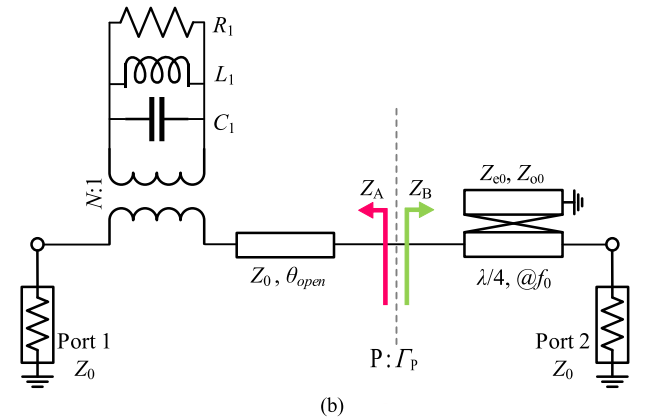 R1
L1
C1
N:1
ZA
ZB
Ze0, Zo0
Z0, θopen
λ/4, @f0
Port 1
Z0
Port 2
Z0
P:ΓP
(b)